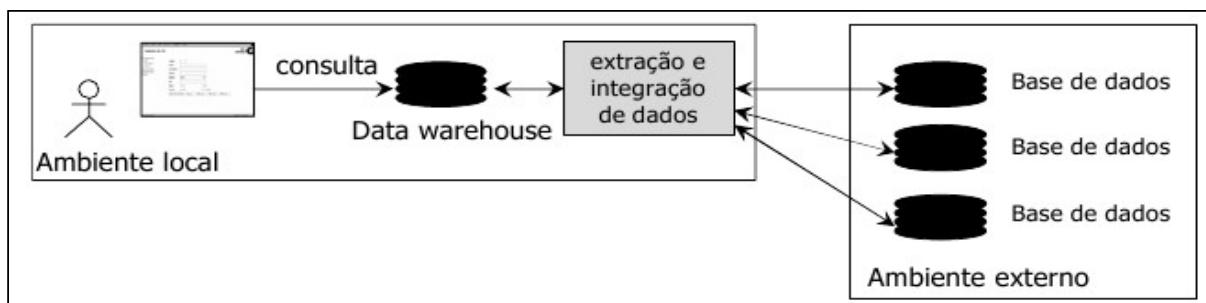 consulta
Data warehouse
Ambiente local
extração e
integração
de dados
Base de dados
Base de dados
Base de dados
Ambiente externo